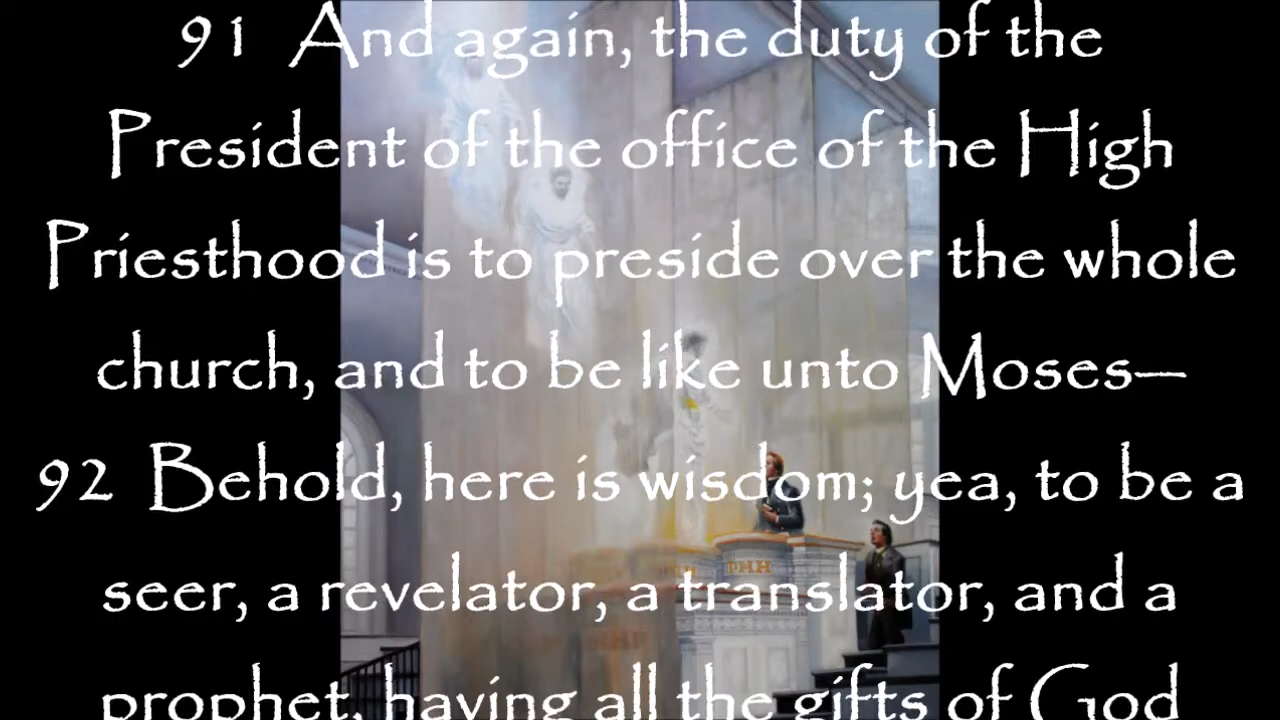 91 And again, the duty of the
President of the office of the High
Priesthood is to preside over the whole
church, and to be like unto Moses—
92 Behold, here is wisdom; yea, to be a
seer, a revelator, a translator, and a
prophet, having all the gifts of God